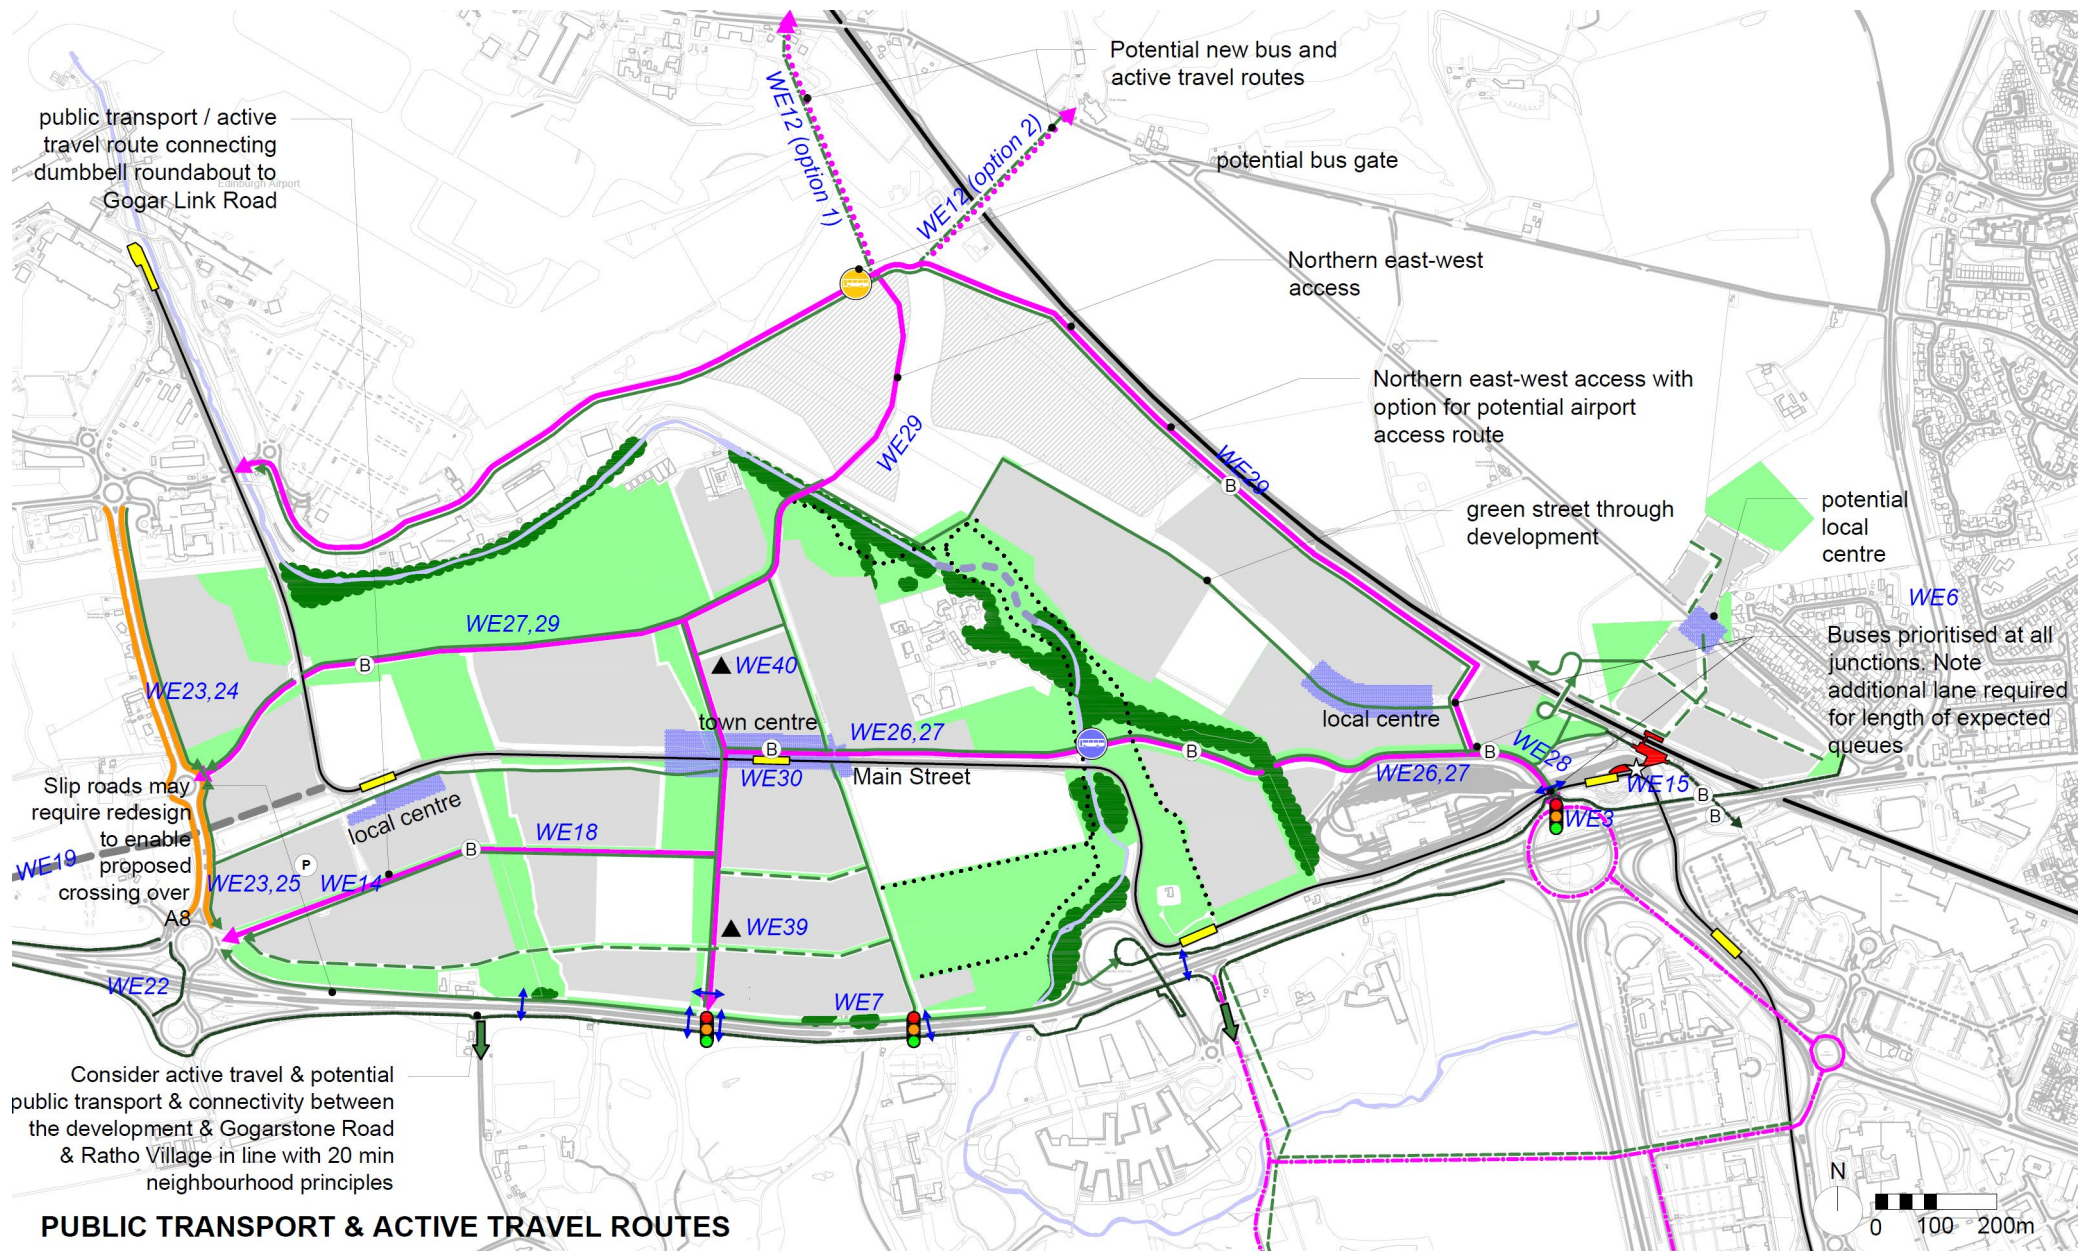 Potential new bus and
active travel routes
WE12 (option 1)
WE12 (option 2)
potential bus gate
public transport / active
travel route connecting
dumbbell roundabout to
Gogar Link Road
Edinburgh Airport
Northern east-west
access
Northern east-west access with
option for potential airport
access route
WE29
WE29
B
green street through
development
potential
local
centre
WE6
Buses prioritised at all
junctions. Note
additional lane required
for length of expected
queues
WE27,29
B
WE40
WE23,24
town centre
B
WE26,27
local centre
B
B
WE28
WE26,27
WE30
Main Street
WE15
B
B
WE3
Slip roads may
require redesign
to enable
proposed
crossing over
A8
local centre
WE18
B
WE19
P
WE23,25
WE14
WE39
WE22
WE7
Consider active travel & potential
public transport & connectivity between
the development & Gogarstone Road
& Ratho Village in line with 20 min
neighbourhood principles
N
0 100 200m
PUBLIC TRANSPORT & ACTIVE TRAVEL ROUTES